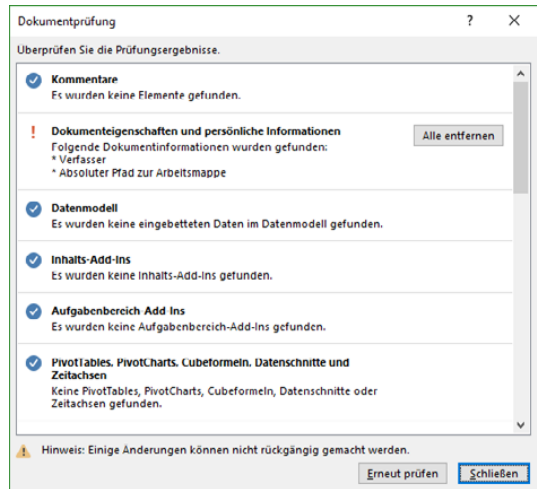 Dokumentprüfung
Überprüfen Sie die Prüfungsergebnisse.
Kommentare
Es wurden keine Elemente gefunden.
Dokumenteigenschaften und persönliche Informationen
Alle entfernen
Folgende Dokumentinformationen wurden gefunden:
* Verfasser
* Absoluter Pfad zur Arbeitsmappe
Datenmodell
Es wurden keine eingebetteten Daten im Datenmodell gefunden.
Inhalts-Add-Ins
Es wurden keine Inhalts-Add-Ins gefunden.
Aufgabenbereich-Add-Ins
Es wurden keine Aufgabenbereich-Add-Ins gefunden.
PivotTables, PivotCharts, Cubeformeln, Datenschnitte und
Zeitachsen
Keine PivotTables, PivotCharts, Cubeformeln, Datenschnitte oder
Zeitachsen gefunden.
Hinweis: Einige Änderungen können nicht rückgängig gemacht werden.
Erneut prüfen
Schließen